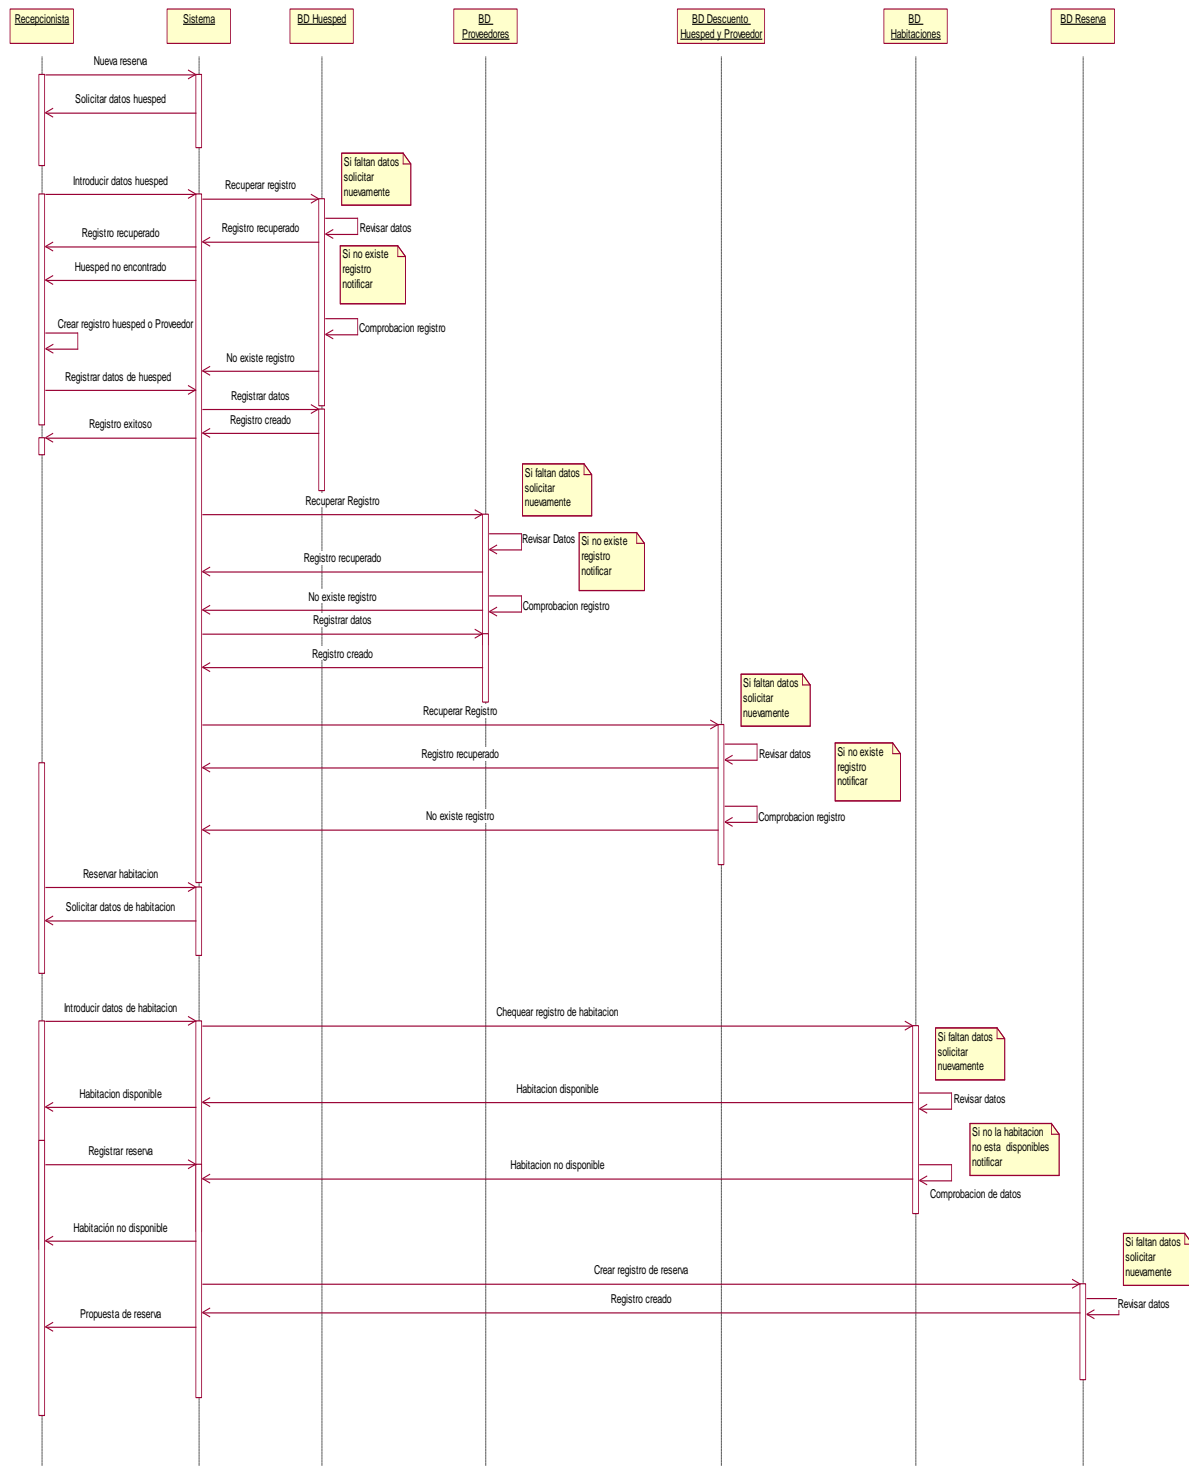 Recepcionista
Sistema
BD Huesped
BD
Proveedores
BD Descuento
Huesped y Proveedor
BD
Habitaciones
BD Reserva
Nueva reserva
Solicitar datos huesped
Si faltan datos
solicitar
nuevamente
Introducir datos huesped
Recuperar registro
Revisar datos
Registro recuperado
Registro recuperado
Si no existe
registro
notificar
Huesped no encontrado
Crear registro huesped o Proveedor
Comprobacion registro
No existe registro
Registrar datos de huesped
Registrar datos
Registro creado
Registro exitoso
Si faltan datos
solicitar
nuevamente
Recuperar Registro
Revisar Datos
Si no existe
registro
notificar
Registro recuperado
No existe registro
Comprobacion registro
Registrar datos
Registro creado
Si faltan datos
solicitar
nuevamente
Recuperar Registro
Registro recuperado
Revisar datos
Si no existe
registro
notificar
No existe registro
Comprobacion registro
Reservar habitacion
Solicitar datos de habitacion
Introducir datos de habitacion
Chequear registro de habitacion
Si faltan datos
solicitar
nuevamente
Habitacion disponible
Habitacion disponible
Revisar datos
Si no la habitacion
no esta disponibles
notificar
Registrar reserva
Habitacion no disponible
Comprobacion de datos
Habitación no disponible
Si faltan datos
solicitar
nuevamente
Crear registro de reserva
Registro creado
Revisar datos
Propuesta de reserva